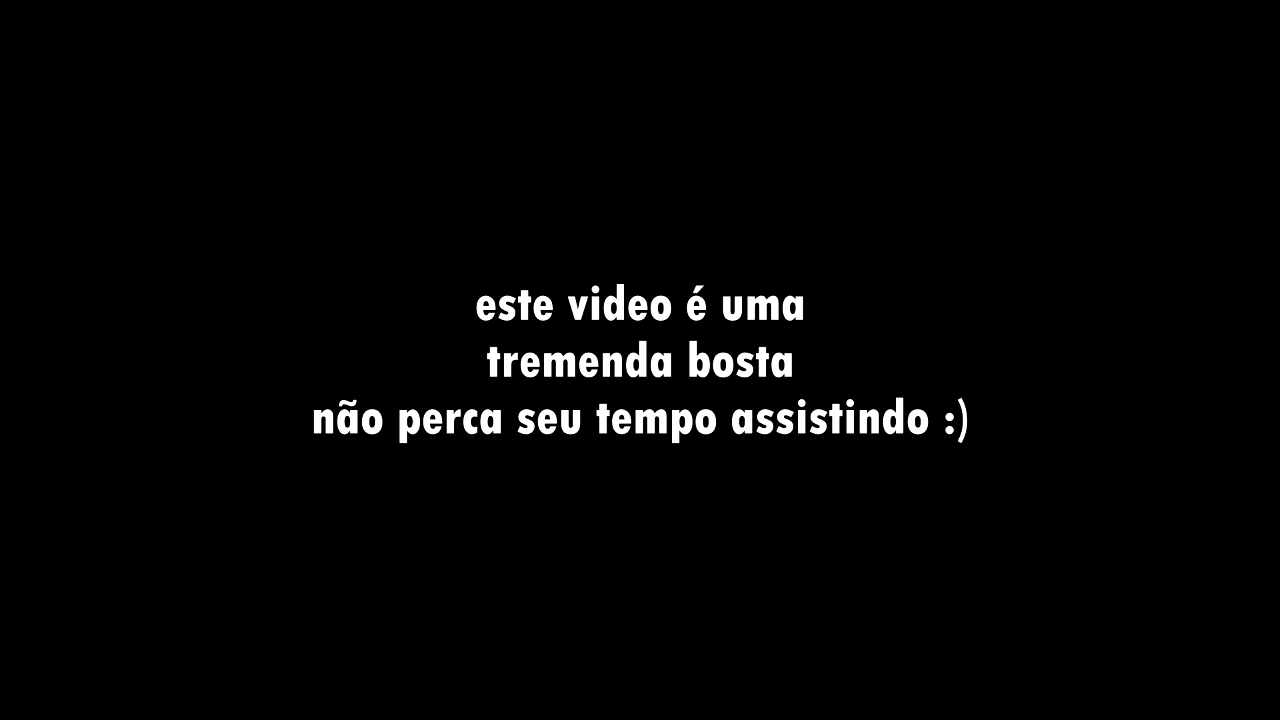 este video é uma
tremenda bosta
não perca seu tempo assistindo :)